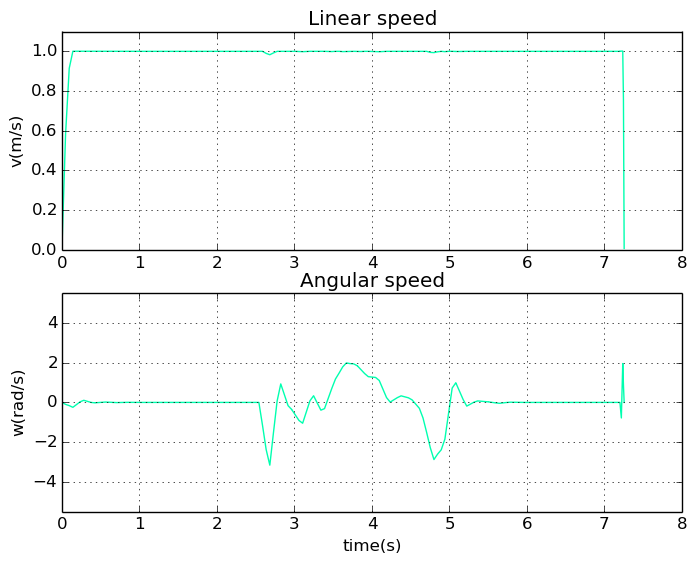 Linear speed
1.0
0.8
0.6
0.4
0.2
0.0
v(m/s)
0 1 2 3 4 5 6 7 8
Angular speed
4
2
0
−2
−4
w(rad/s)
0 1 2 3 4 5 6 7 8
time(s)